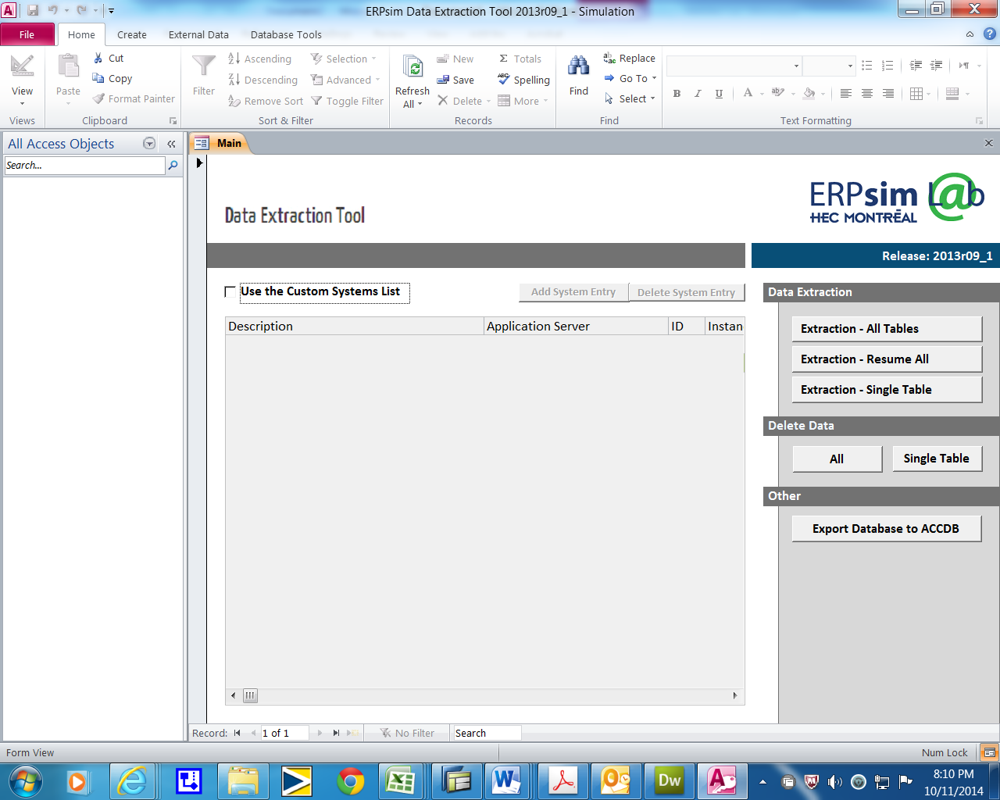 ERPsim Data Extraction Tool 2013r09_1 - Simulation
File Home Create External Data Database Tools
View
Views
Paste
Cut
Copy
Format Painter
Clipboard
Filter
Ascending
Descending
Remove Sort
Selection
Advanced
Toggle Filter
Sort & Filter
Refresh
All
New
Save
Delete
Totals
Spelling
More
Records
Find
Replace
Go To
Select
Find
Text Formatting
All Access Objects
Search...
Main
Data Extraction Tool
ERPsim L@b
HEC MONTRÉAL
Release: 2013r09_1
Use the Custom Systems List
Add System Entry
Delete System Entry
Description Application Server ID Instan
Data Extraction
Extraction - All Tables
Extraction - Resume All
Extraction - Single Table
Delete Data
All
Single Table
Other
Export Database to ACCDB
Record: 1 of 1 No Filter Search
Form View
Num Lock
8:10 PM
10/11/2014